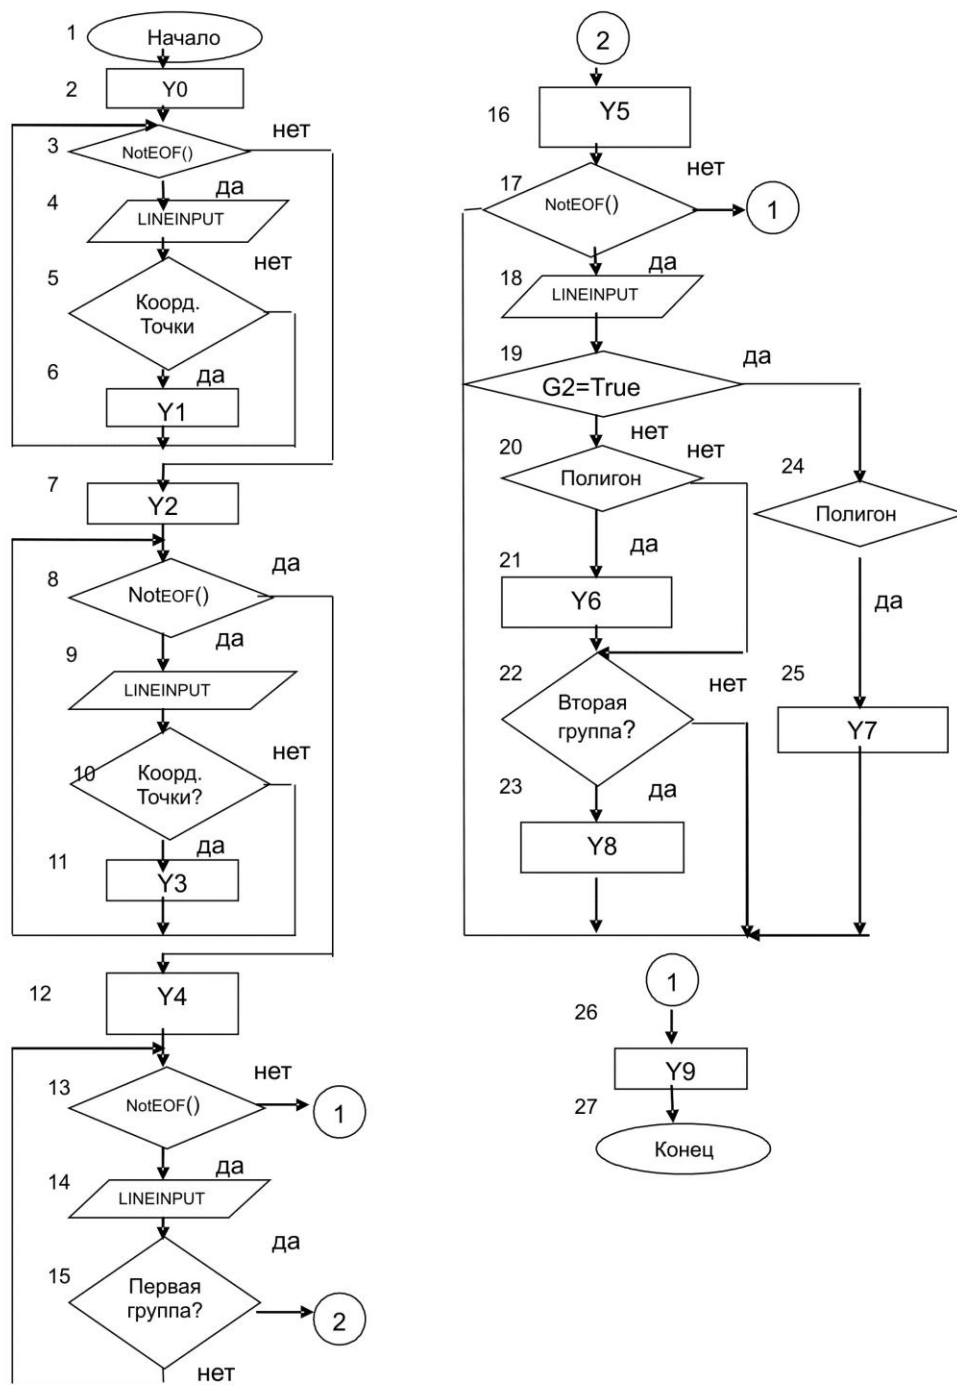 1
Начало
2
Y0
нет
3
NotEOF()
да
4
LINEINPUT
нет
5
Коорд.
Точки
6
да
Y1
7
Y2
да
8
NotEOF()
да
9
LINEINPUT
нет
10
Коорд.
Точки?
да
11
Y3
12
Y4
нет
13
NotEOF()
1
да
14
LINEINPUT
да
15
Первая
группа?
2
нет
2
16
Y5
нет
17
NotEOF()
1
да
18
LINEINPUT
19
да
G2=True
нет
20
нет
Полигон
24
Полигон
да
21
Y6
да
22
нет
25
Вторая
группа?
Y7
23
да
Y8
1
26
Y9
27
Конец